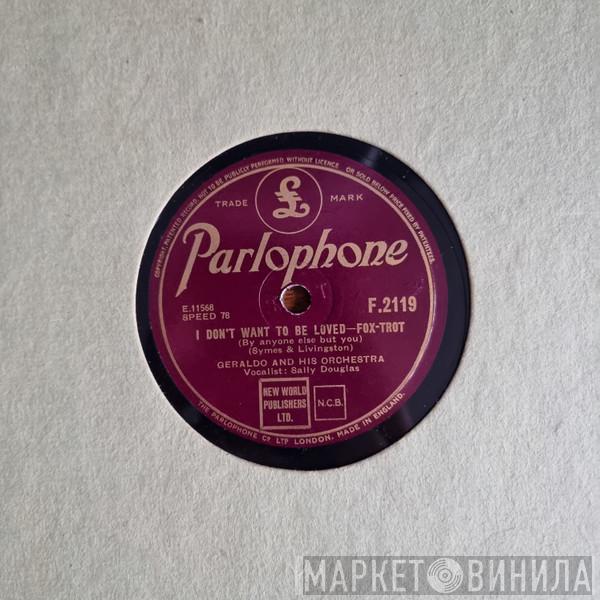 COPYRIGHT, PATENTED RECORD, NOT TO BE PUBLICLY PERFORMED WITHOUT LICENCE OR SOLD BELOW PRICE FIXED BY PATENTEES.
TRADE £ MARK
Parlophone
E.11568
SPEED 78
F.2119
I DON'T WANT TO BE LOVED—FOX-TROT
(By anyone else but you)
(Symes & Livingston)
GERALDO AND HIS ORCHESTRA
Vocalist: Sally Douglas
NEW WORLD
PUBLISHERS
LTD.
N.C.B.
THE PARLOPHONE CO LTD LONDON. MADE IN ENGLAND.
МАРКЕТ ВИНИЛА